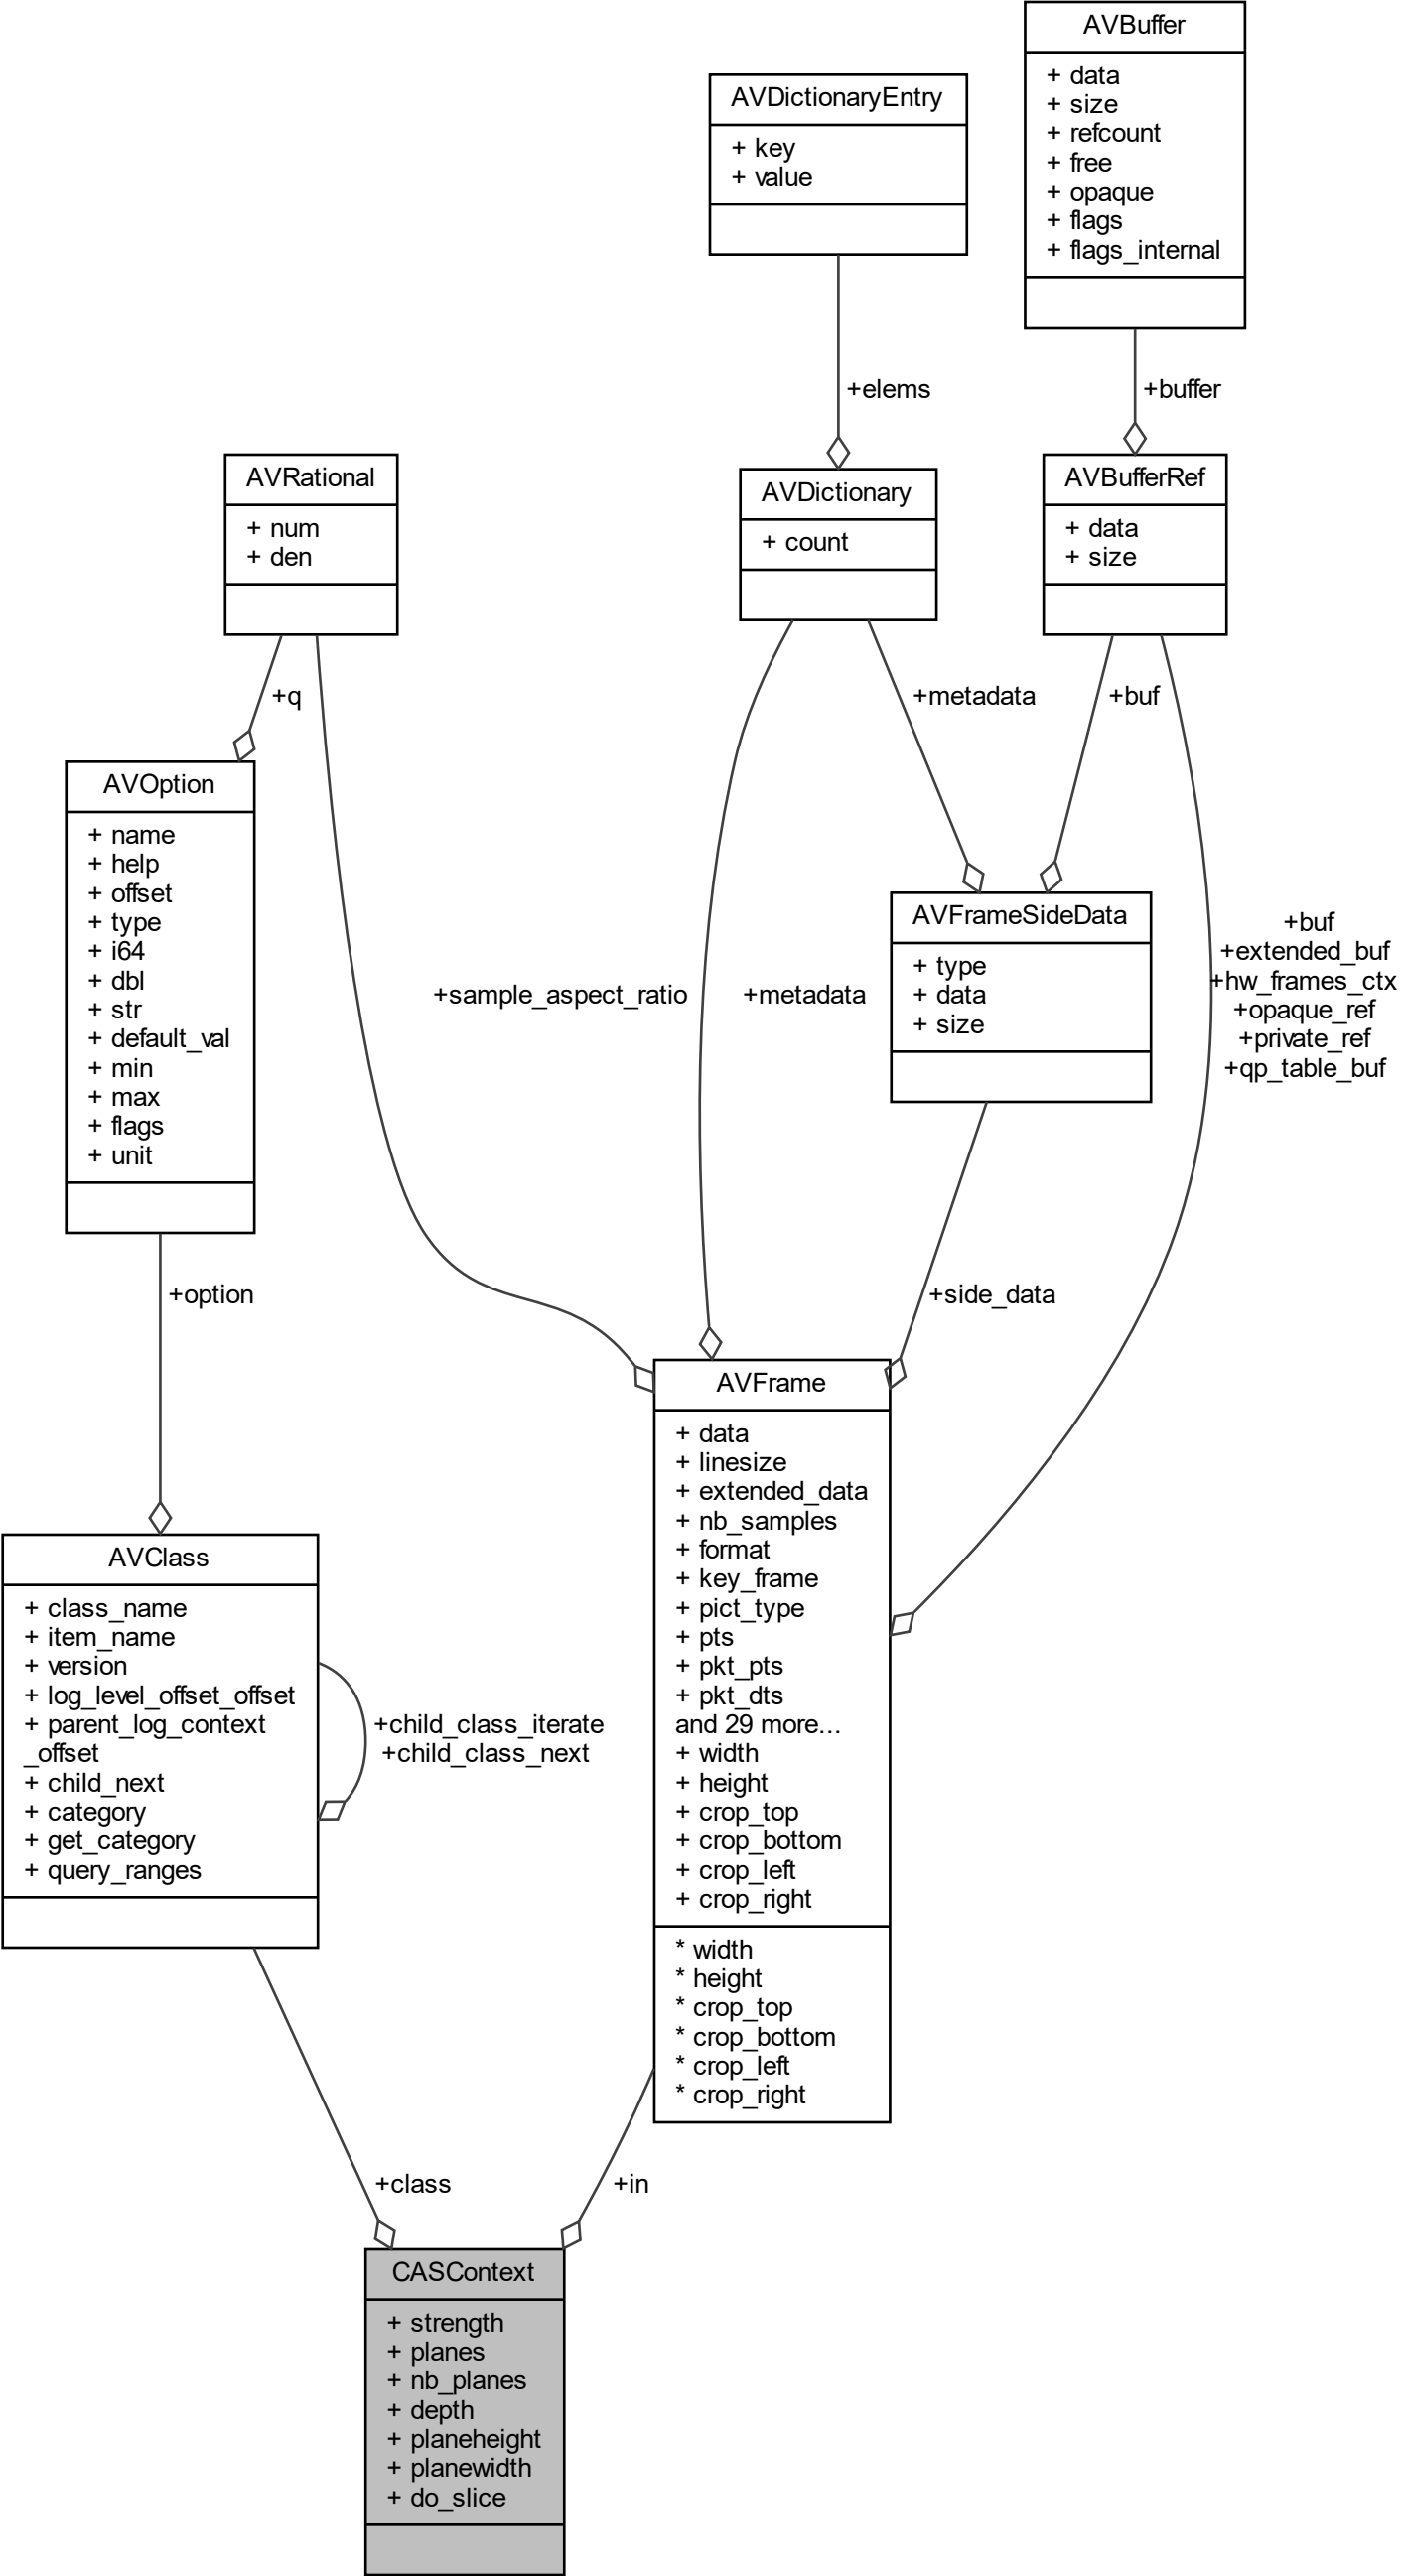 AVBuffer
+ data
+ size
+ refcount
+ free
+ opaque
+ flags
+ flags_internal
AVDictionaryEntry
+ key
+ value
+elems
+buffer
AVRational
+ num
+ den
AVDictionary
+ count
AVBufferRef
+ data
+ size
+q
+metadata
+buf
AVOption
+ name
+ help
+ offset
+ type
+ i64
+ dbl
+ str
+ default_val
+ min
+ max
+ flags
+ unit
AVFrameSideData
+ type
+ data
+ size
+sample_aspect_ratio
+metadata
+buf
+extended_buf
+hw_frames_ctx
+opaque_ref
+private_ref
+qp_table_buf
+option
+side_data
AVFrame
+ data
+ linesize
+ extended_data
+ nb_samples
+ format
+ key_frame
+ pict_type
+ pts
+ pkt_pts
+ pkt_dts
and 29 more...
+ width
+ height
+ crop_top
+ crop_bottom
+ crop_left
+ crop_right
* width
* height
* crop_top
* crop_bottom
* crop_left
* crop_right
AVClass
+ class_name
+ item_name
+ version
+ log_level_offset_offset
+ parent_log_context
_offset
+ child_next
+ category
+ get_category
+ query_ranges
+child_class_iterate
+child_class_next
+class
+in
CASContext
+ strength
+ planes
+ nb_planes
+ depth
+ planeheight
+ planewidth
+ do_slice